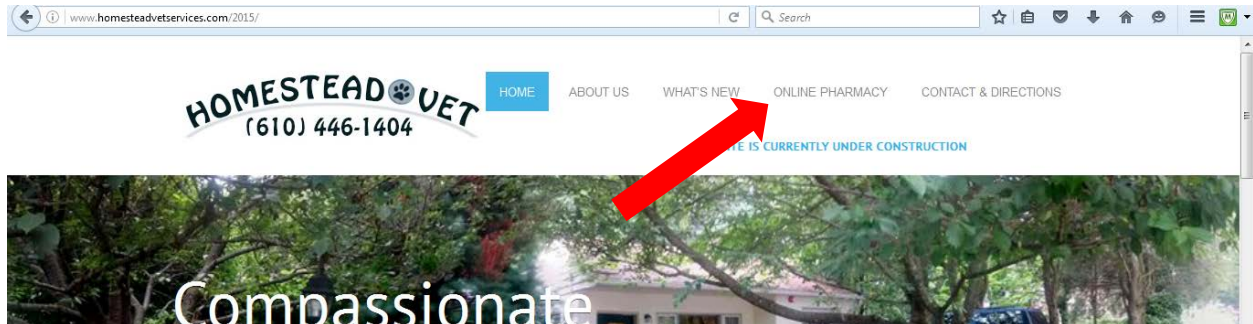 www.homesteadvetservices.com/2015/
Search
HOMESTEAD VET
(610) 446-1404
HOME ABOUT US WHAT'S NEW ONLINE PHARMACY CONTACT & DIRECTIONS
IS CURRENTLY UNDER CONSTRUCTION
Compassionate